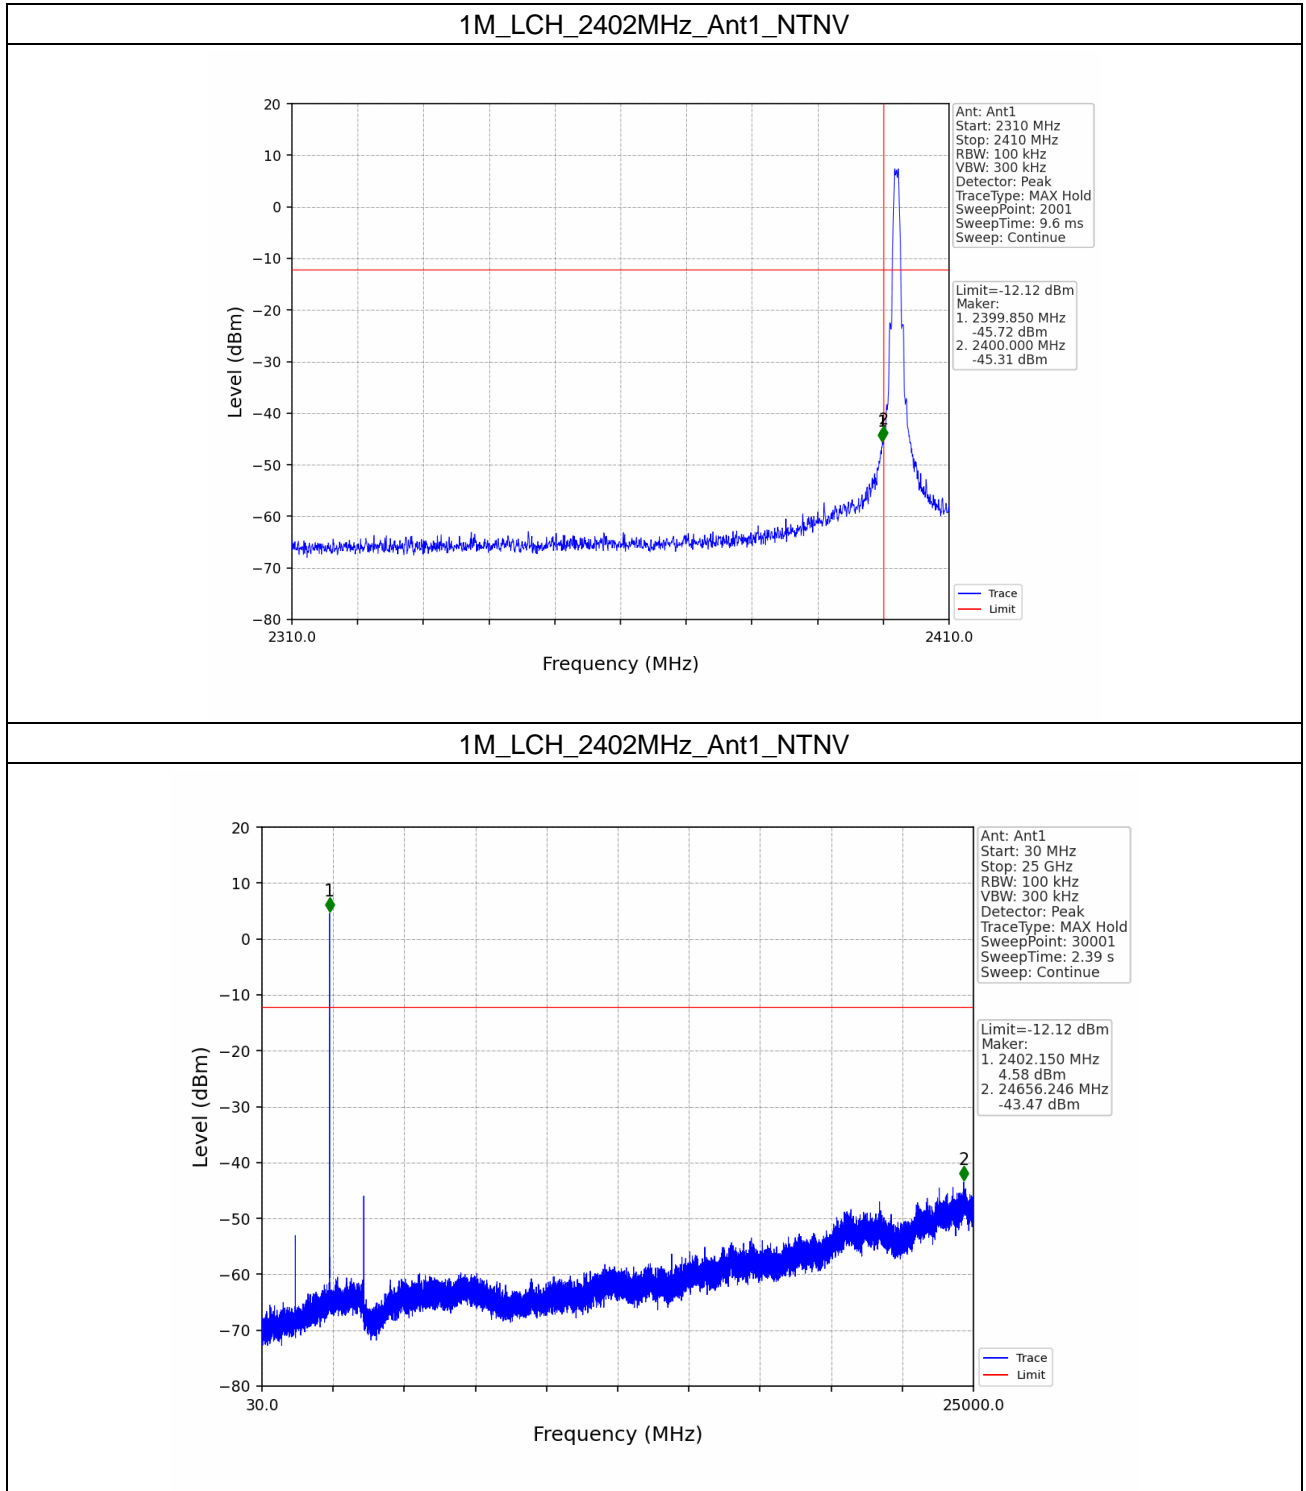 1M_LCH_2402MHz_Ant1_NTNV
20
10
0
−10
−20
−30
−40
−50
−60
−70
−80
Level (dBm)
2310.0
2410.0
Frequency (MHz)
1
2
Ant: Ant1
Start: 2310 MHz
Stop: 2410 MHz
RBW: 100 kHz
VBW: 300 kHz
Detector: Peak
TraceType: MAX Hold
SweepPoint: 2001
SweepTime: 9.6 ms
Sweep: Continue
Limit=-12.12 dBm
Maker:
1. 2399.850 MHz
-45.72 dBm
2. 2400.000 MHz
-45.31 dBm
Trace
Limit
1M_LCH_2402MHz_Ant1_NTNV
20
10
0
−10
−20
−30
−40
−50
−60
−70
−80
Level (dBm)
30.0
25000.0
Frequency (MHz)
1
2
Ant: Ant1
Start: 30 MHz
Stop: 25 GHz
RBW: 100 kHz
VBW: 300 kHz
Detector: Peak
TraceType: MAX Hold
SweepPoint: 30001
SweepTime: 2.39 s
Sweep: Continue
Limit=-12.12 dBm
Maker:
1. 2402.150 MHz
4.58 dBm
2. 24656.246 MHz
-43.47 dBm
Trace
Limit